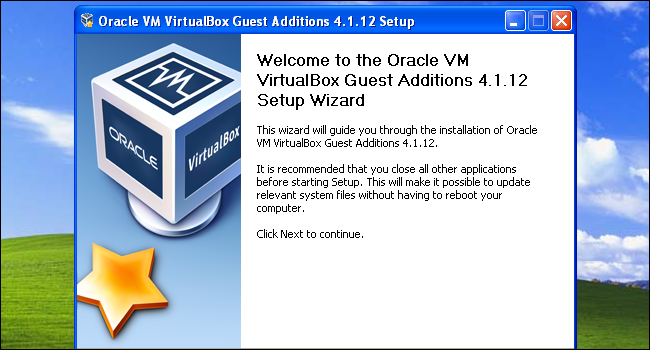 Oracle VM VirtualBox Guest Additions 4.1.12 Setup
ORACLE
VirtualBox
Welcome to the Oracle VM
VirtualBox Guest Additions 4.1.12
Setup Wizard
This wizard will guide you through the installation of Oracle
VM VirtualBox Guest Additions 4.1.12.
It is recommended that you close all other applications
before starting Setup. This will make it possible to update
relevant system files without having to reboot your
computer.
Click Next to continue.